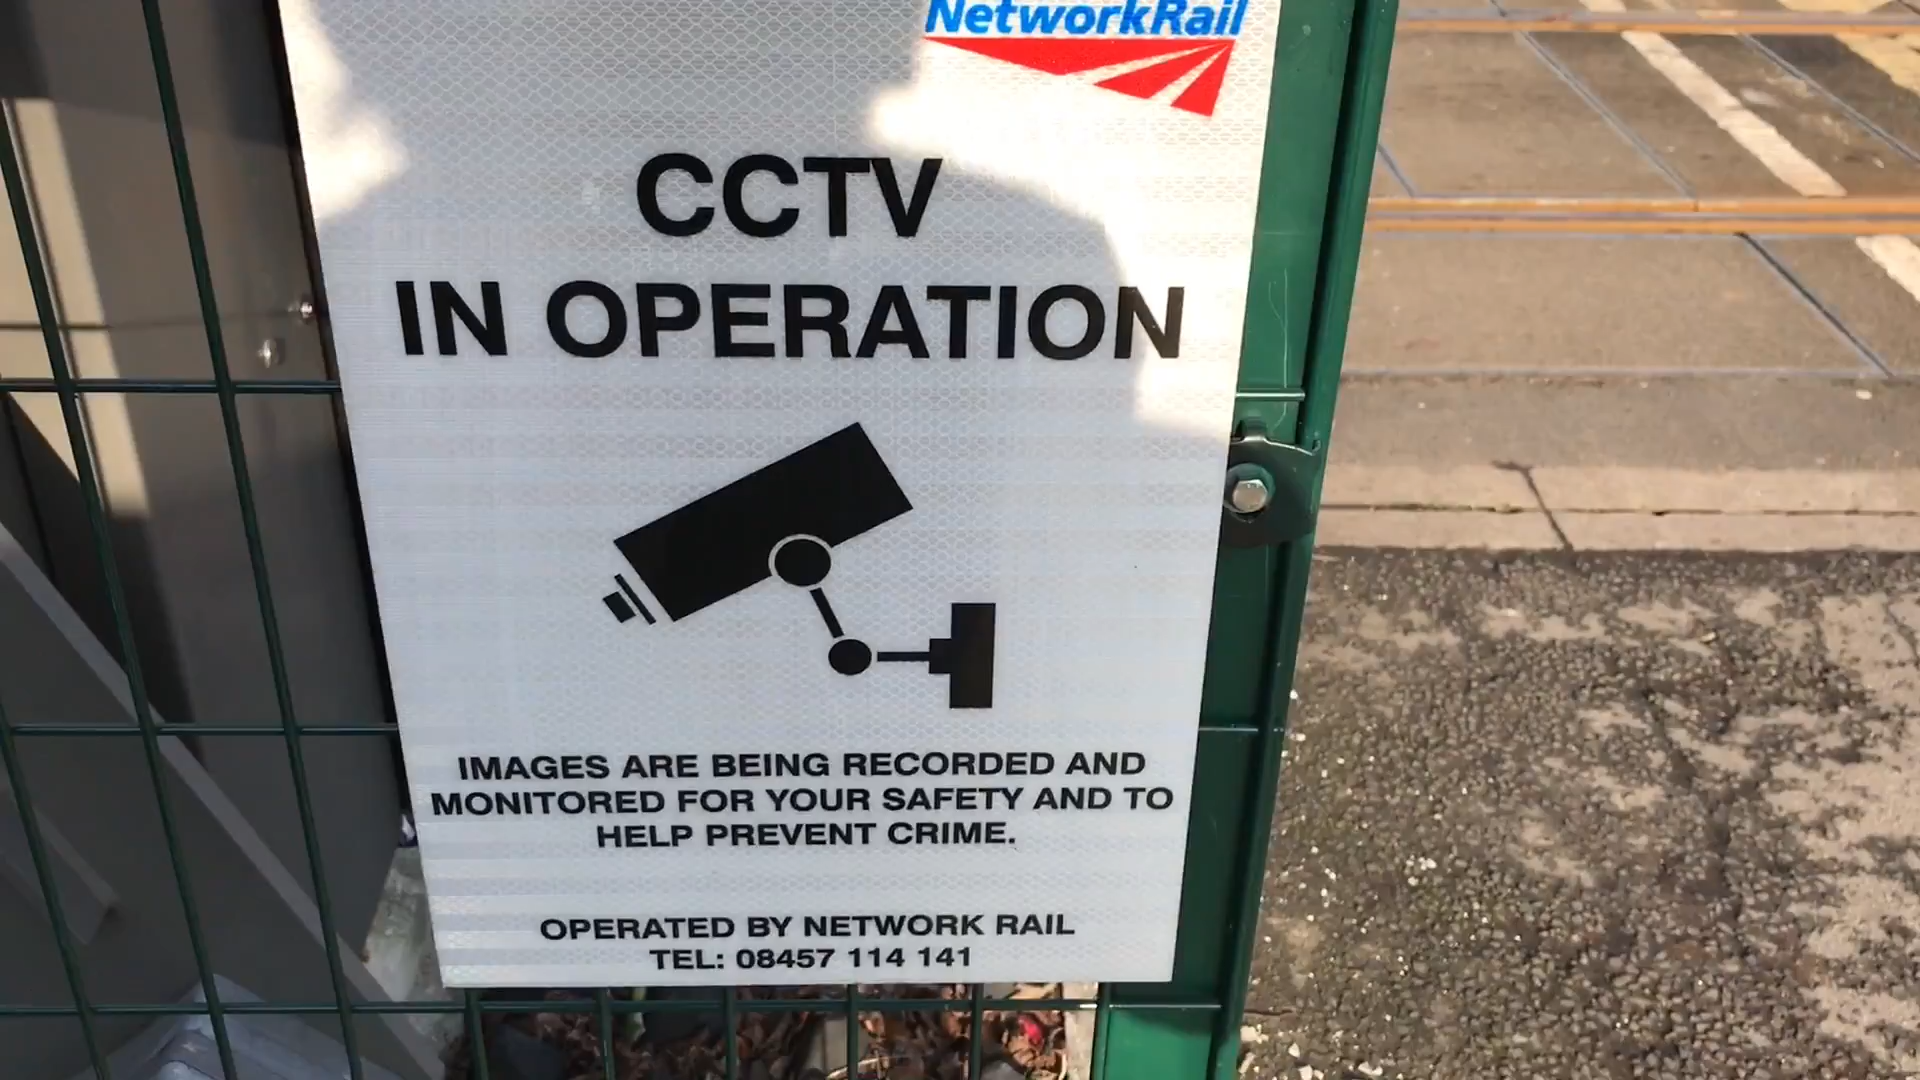 NetworkRail
CCTV
IN OPERATION
IMAGES ARE BEING RECORDED AND
MONITORED FOR YOUR SAFETY AND TO
HELP PREVENT CRIME.
OPERATED BY NETWORK RAIL
TEL: 08457 114 141